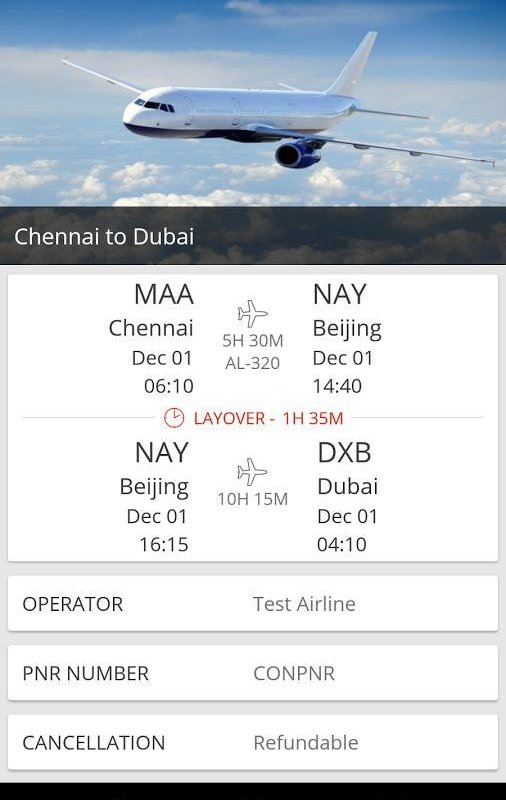 Chennai to Dubai
MAA NAY
Chennai 5H 30M Beijing
Dec 01 AL-320 Dec 01
06:10 14:40
LAYOVER - 1H 35M
NAY DXB
Beijing Dubai
Dec 01 10H 15M Dec 01
16:15 04:10
OPERATOR Test Airline
PNR NUMBER CONPNR
CANCELLATION Refundable